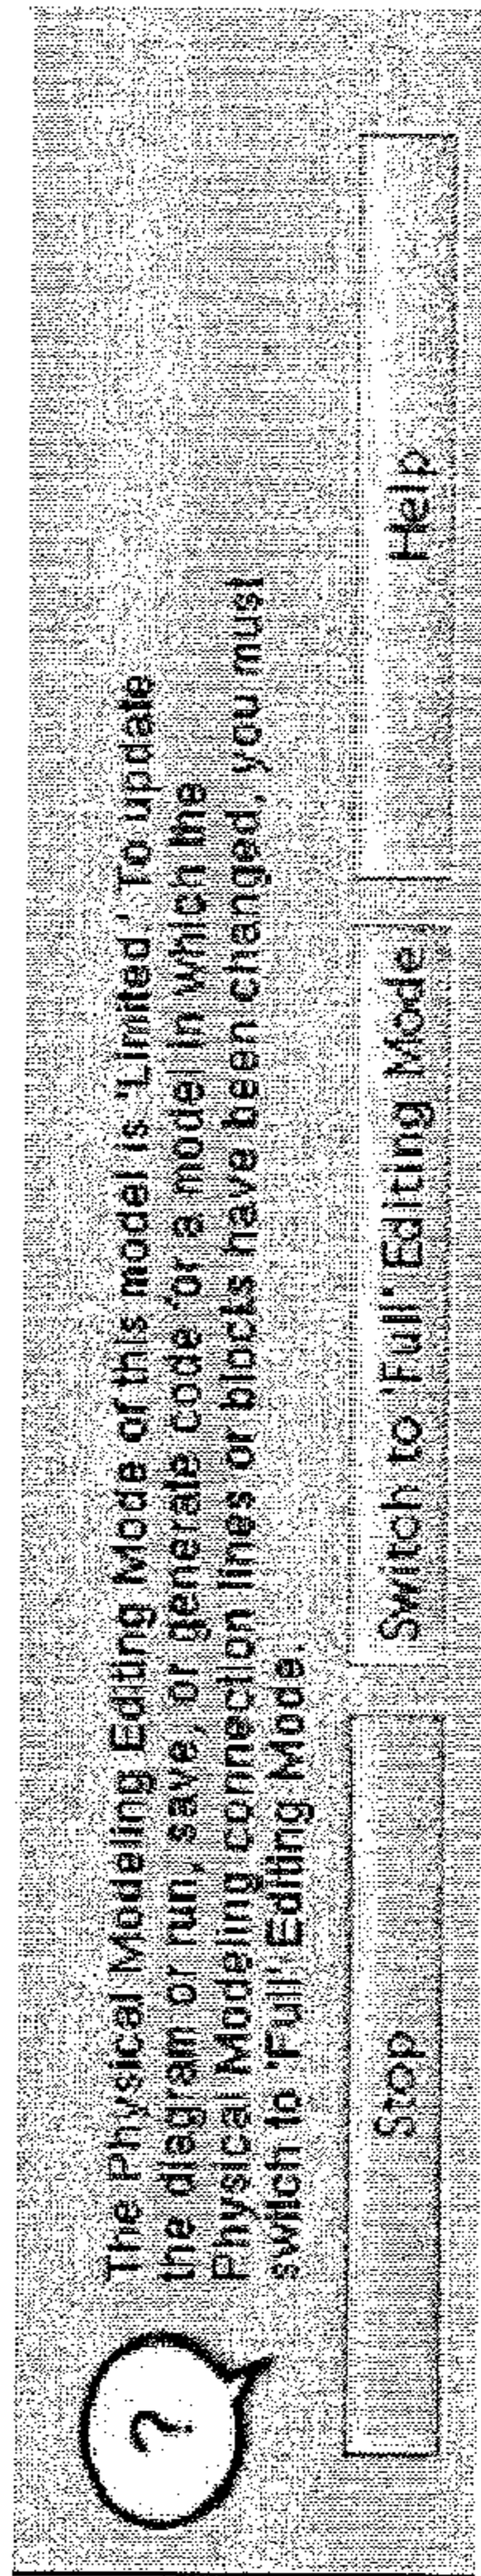 ?
The Physical Modeling Editing Mode of this model is 'Limited.' To update
the diagram or run, save, or generate code for a model in which the
Physical Modeling connection lines or blocks have been changed, you must
switch to 'Full' Editing Mode.
Stop
Switch to 'Full' Editing Mode
Help